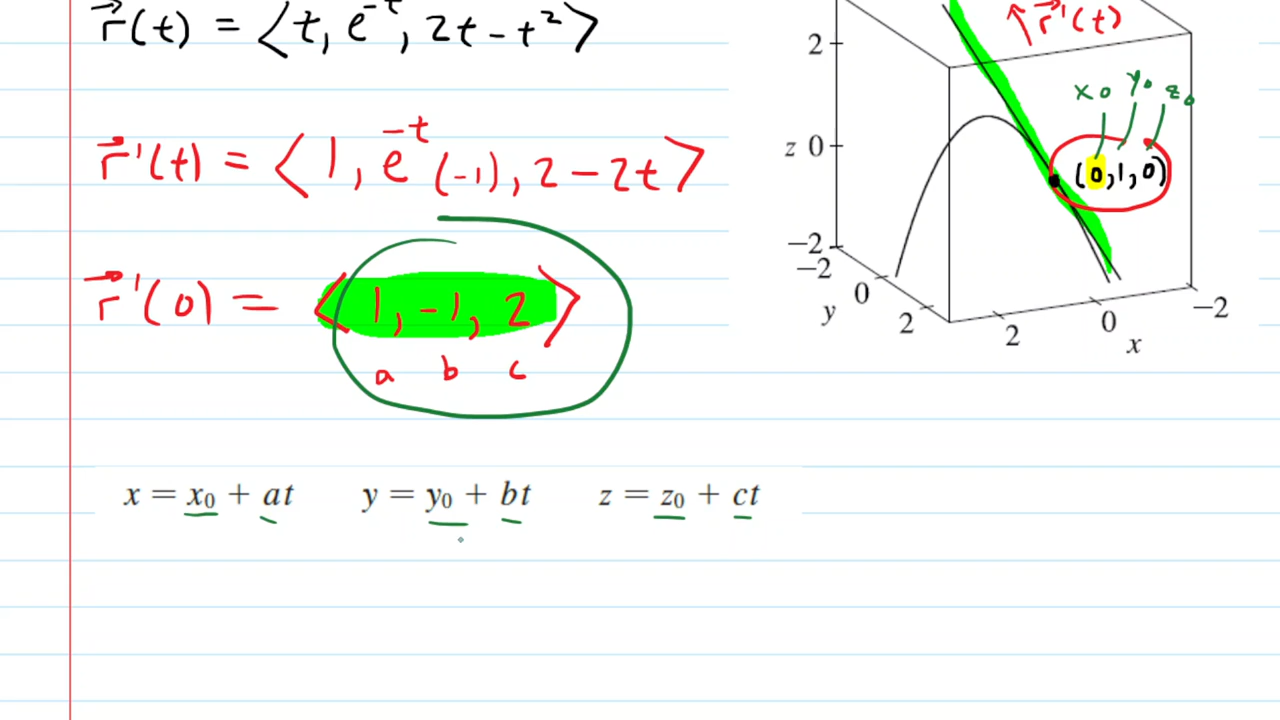 r⃗(t) = ⟨t, e^-t, 2t - t²⟩
r⃗'(t) = ⟨1, e^-t (-1), 2 - 2t⟩
r⃗'(0) = ⟨1, -1, 2⟩
a b c
x = x₀ + at y = y₀ + bt z = z₀ + ct
r⃗'(t)
2
x₀ y₀ z₀
z 0
(0,1,0)
-2
-2
0
y
2
2
0
x
-2